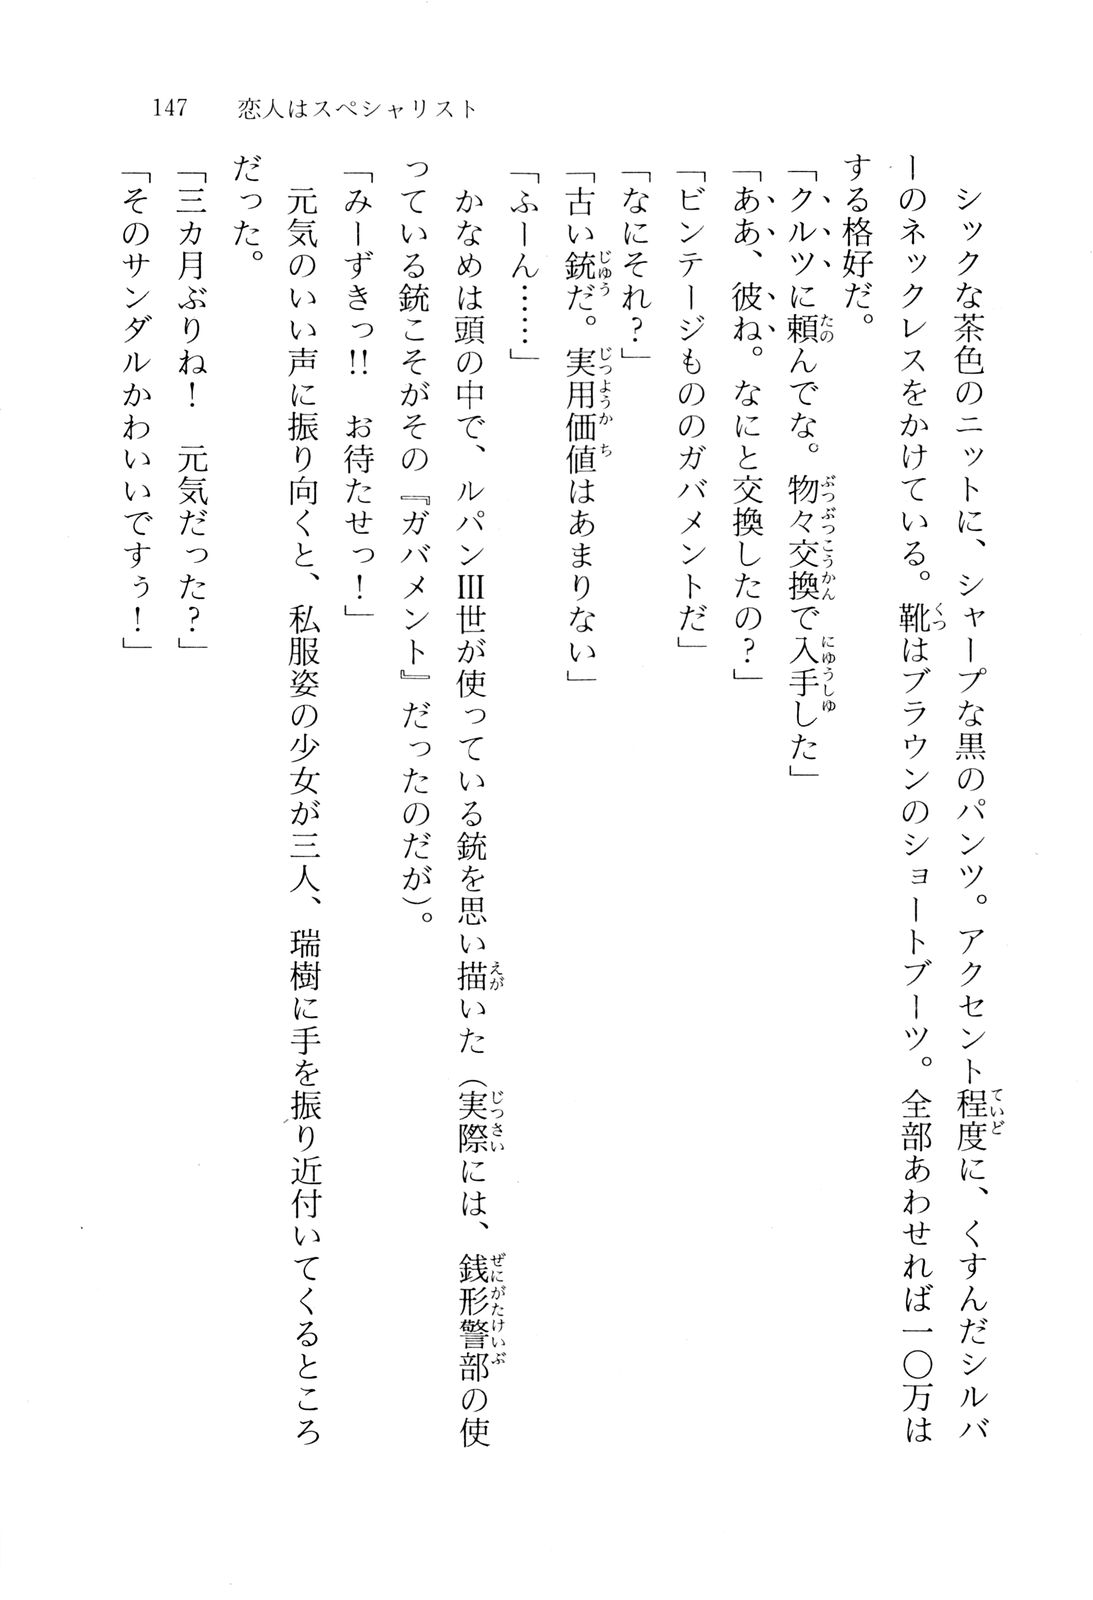 147　恋人はスペシャリスト
　シックな茶色のニットに、シャープな黒のパンツ。アクセント程度に、くすんだシルバ
ーのネックレスをかけている。靴はブラウンのショートブーツ。全部あわせれば一〇万は
する格好だ。
「クルツに頼んでな。物々交換で入手した」
「ああ、彼ね。なにと交換したの？」
「ビンテージもののガバメントだ」
「なにそれ？」
「古い銃だ。実用価値はあまりない」
「ふーん……」
　かなめは頭の中で、ルパンⅢ世が使っている銃を思い描いた（実際には、銭形警部の使
っている銃こそがその『ガバメント』だったのだが）。
「みーずきっ!!　お待たせっ！」
　元気のいい声に振り向くと、私服姿の少女が三人、瑞樹に手を振り近付いてくるところ
だった。
「三カ月ぶりね！　元気だった？」
「そのサンダルかわいいですぅ！」